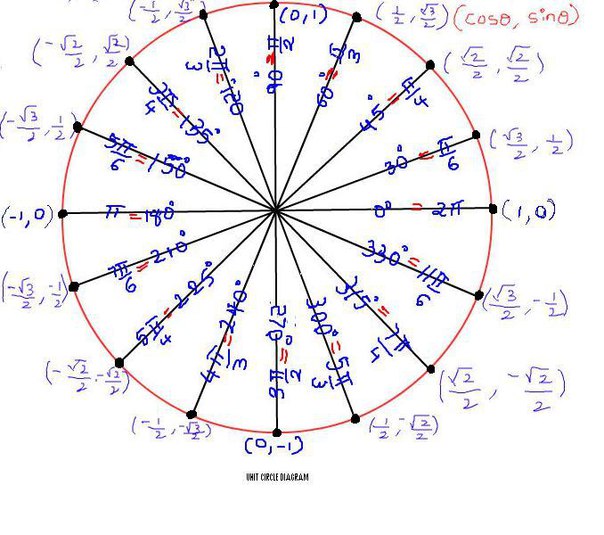 (-1/2, √3/2)
(0,1)
(1/2, √3/2) (cosθ, sinθ)
(-√2/2, √2/2)
(√2/2, √2/2)
(-√3/2, 1/2)
(√3/2, 1/2)
(-1,0)
(1,0)
(-√3/2, -1/2)
(√3/2, -1/2)
(-√2/2, -√2/2)
(√2/2, -√2/2)
(-1/2, -√3/2)
(0,-1)
(1/2, -√2/2)
2π/3 = 120°
π/2 = 90°
60° = π/3
3π/4 = 135°
45° = π/4
5π/6 = 150°
30° = π/6
π = 180°
0° = 2π
7π/6 = 210°
330° = 11π/6
5π/4 = 225°
315° = 7π/4
4π/3 = 240°
270° = 3π/2
300° = 5π/3
UNIT CIRCLE DIAGRAM